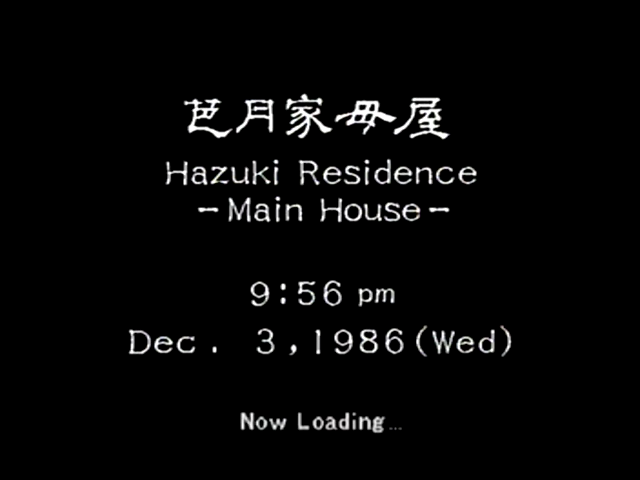 芭月家母屋
Hazuki Residence
-Main House-
9:56 pm
Dec. 3,1986(Wed)
Now Loading...